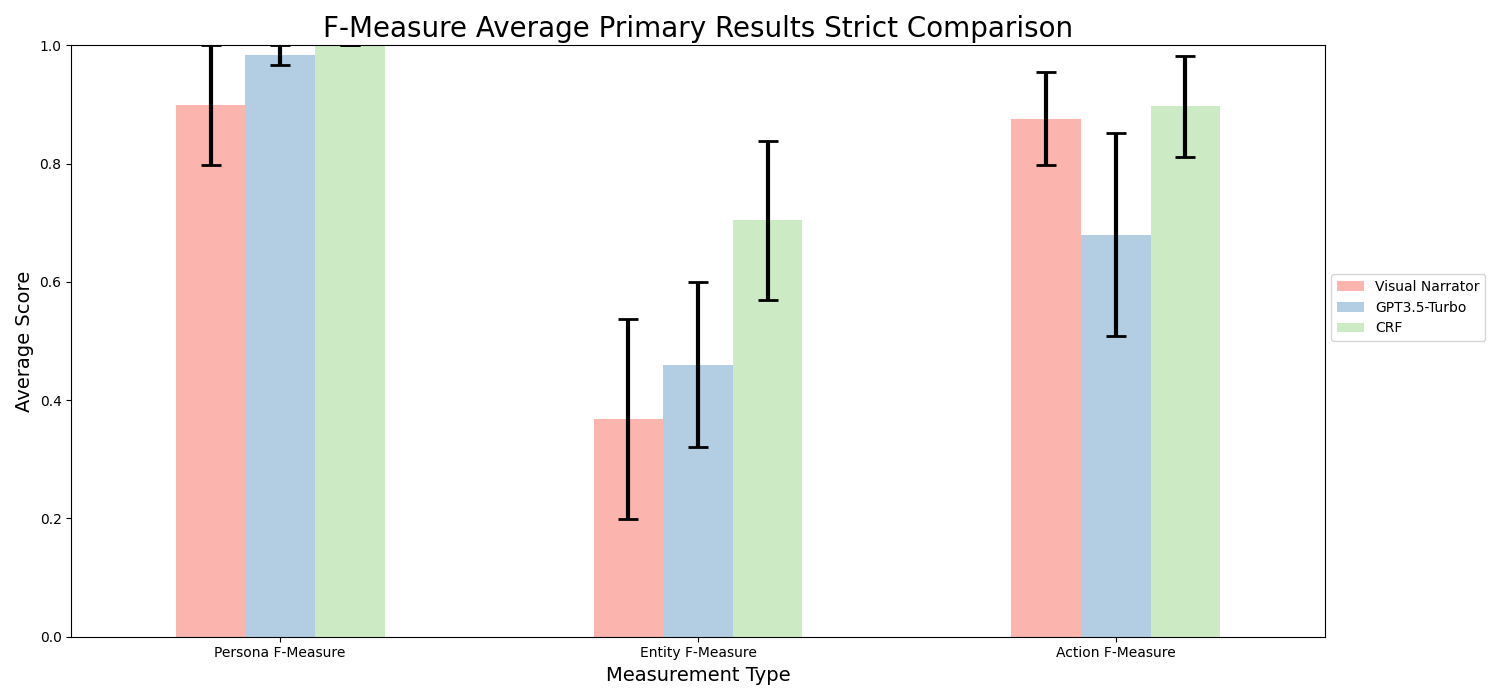 F-Measure Average Primary Results Strict Comparison
Average Score
1.0
0.8
0.6
0.4
0.2
0.0
Persona F-Measure
Entity F-Measure
Action F-Measure
Measurement Type
Visual Narrator
GPT3.5-Turbo
CRF